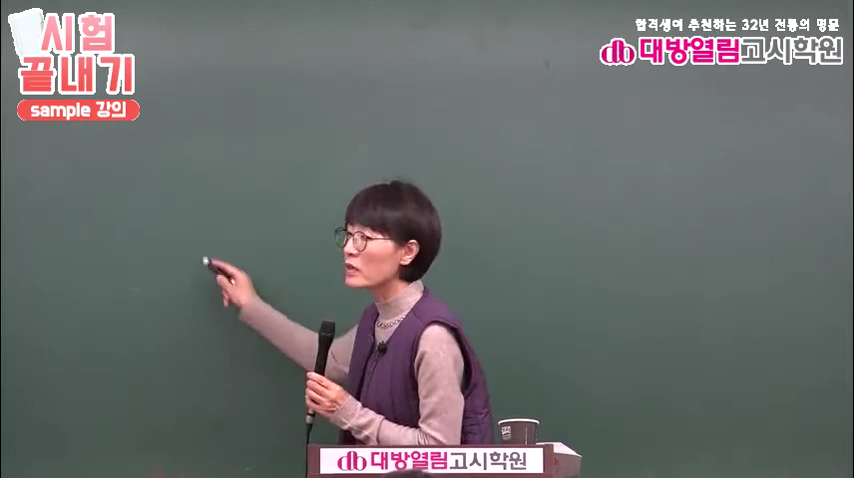 시험
끝내기
sample 강의
합격생이 추천하는 32년 전통의 명문
db 대방열림고시학원
db 대방열림고시학원